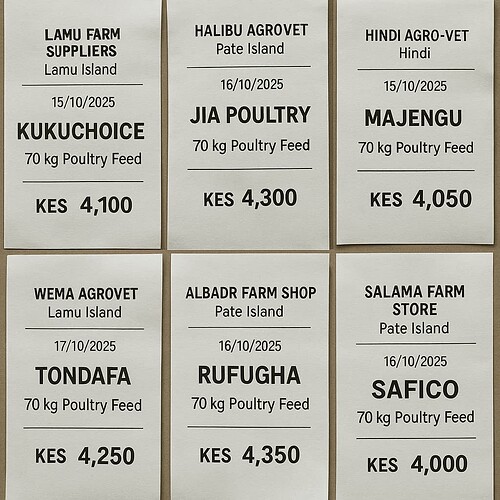 LAMU FARM
SUPPLIERS
Lamu Island
15/10/2025
KUKUCHOICE
70 kg Poultry Feed
KES 4,100
HALIBU AGROVET
Pate Island
16/10/2025
JIA POULTRY
70 kg Poultry Feed
KES 4,300
HINDI AGRO-VET
Hindi
15/10/2025
MAJENGU
70 kg Poultry Feed
KES 4,050
WEMA AGROVET
Lamu Island
17/10/2025
TONDAFA
70 kg Poultry Feed
KES 4,250
ALBADR FARM SHOP
Pate Island
16/10/2025
RUFUGHA
70 kg Poultry Feed
KES 4,350
SALAMA FARM
STORE
Pate Island
16/10/2025
SAFICO
70 kg Poultry Feed
KES 4,000